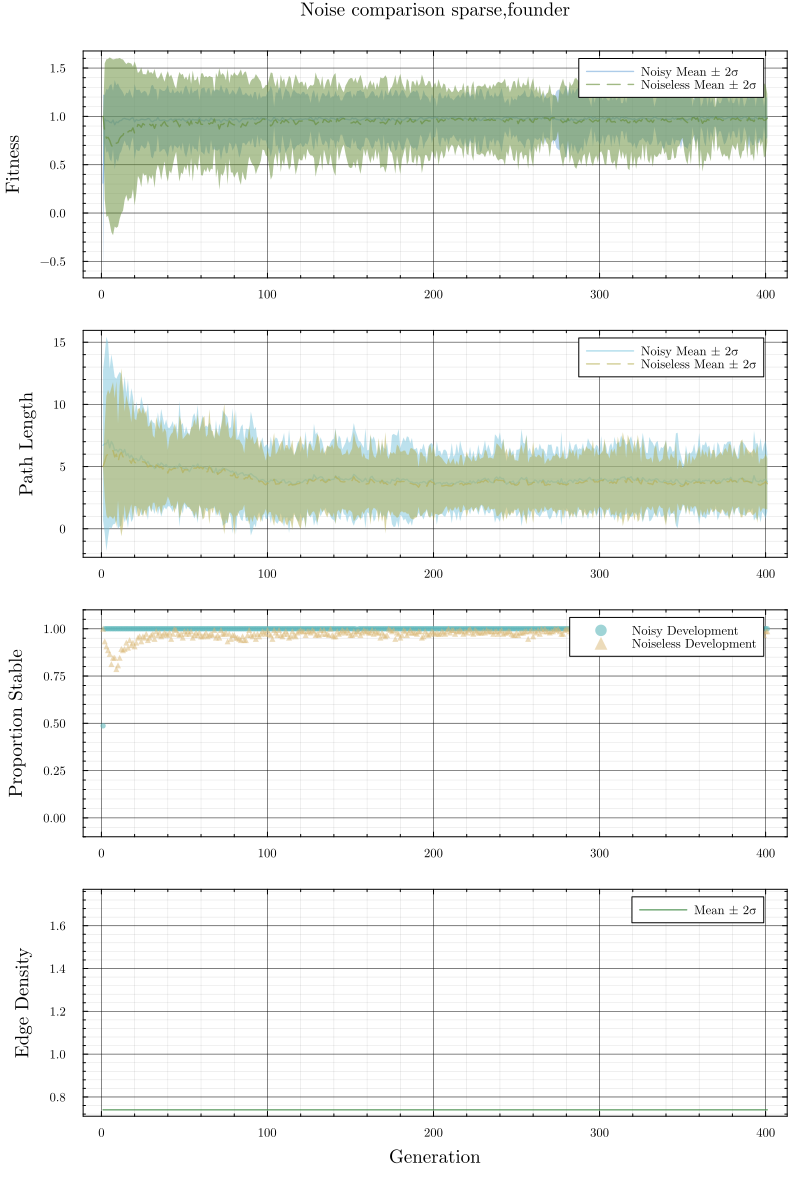 Noise comparison sparse,founder
Fitness
1.5
1.0
0.5
0.0
−0.5
Noisy Mean ± 2σ
Noiseless Mean ± 2σ
0 100 200 300 400
Path Length
15
10
5
0
Noisy Mean ± 2σ
Noiseless Mean ± 2σ
0 100 200 300 400
Proportion Stable
1.00
0.75
0.50
0.25
0.00
Noisy Development
Noiseless Development
0 100 200 300 400
Edge Density
1.6
1.4
1.2
1.0
0.8
Mean ± 2σ
0 100 200 300 400
Generation